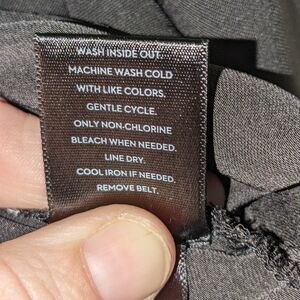 WASH INSIDE OUT.
MACHINE WASH COLD
WITH LIKE COLORS.
GENTLE CYCLE.
ONLY NON-CHLORINE
BLEACH WHEN NEEDED.
LINE DRY.
COOL IRON IF NEEDED.
REMOVE BELT.